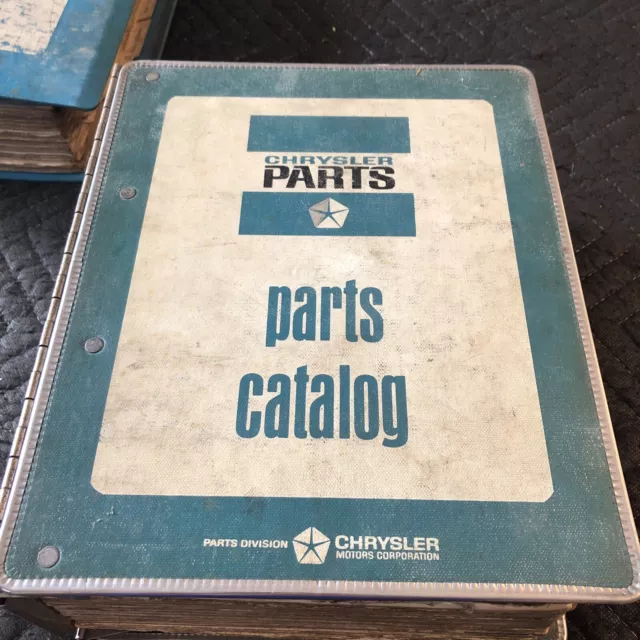 CHRYSLER
PARTS
parts
catalog
PARTS DIVISION CHRYSLER
MOTORS CORPORATION